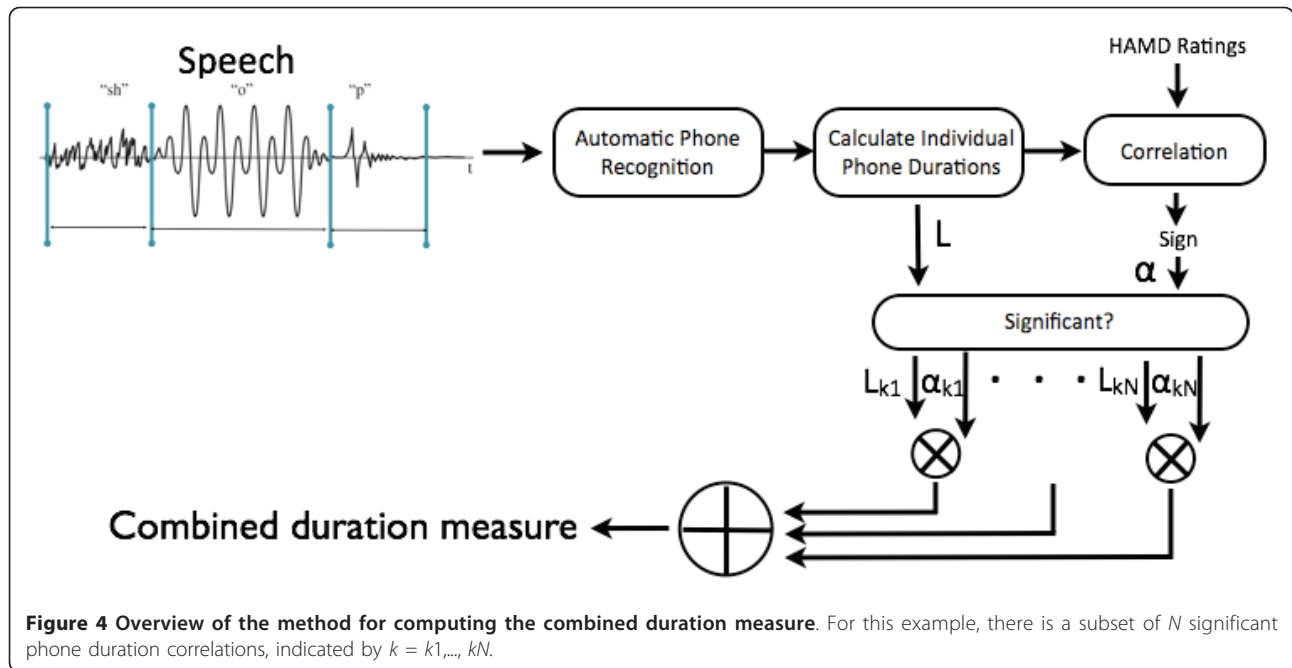 Speech
"sh"
"o"
"p"
t
HAMD Ratings
Automatic Phone
Recognition
Calculate Individual
Phone Durations
Correlation
L
Sign
α
Significant?
Lk1 αk1 · · · LkN αkN
Combined duration measure
Figure 4 Overview of the method for computing the combined duration measure. For this example, there is a subset of N significant
phone duration correlations, indicated by k = k1,..., kN.